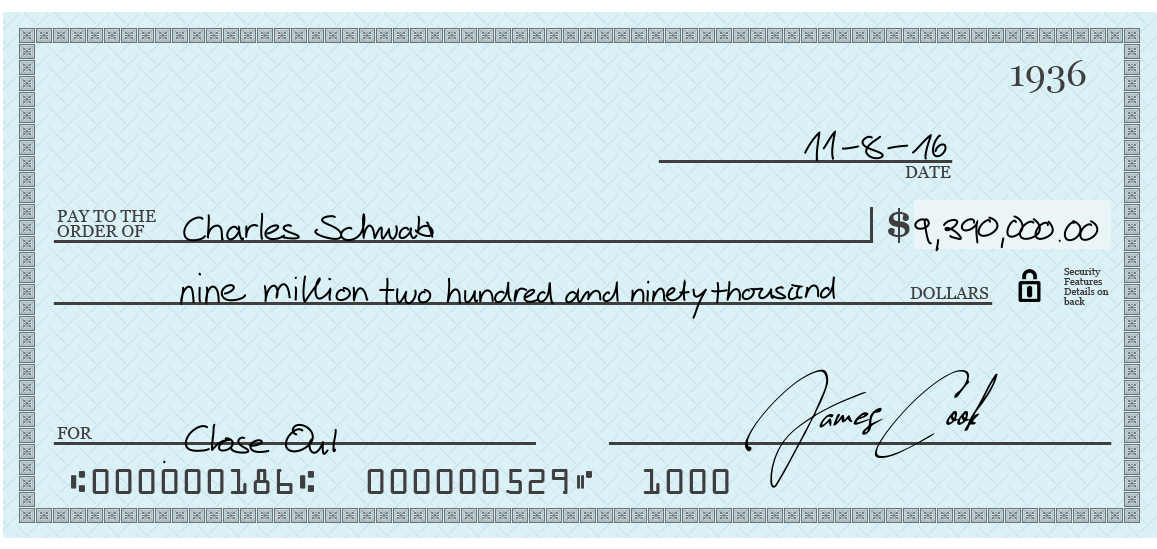 1936
11-8-16
DATE
PAY TO THE
ORDER OF Charles Schwab $9,390,000.00
nine million two hundred and ninety thousand DOLLARS
Security
Features
Details on
back
FOR Close Out James Cook
⑆000000186⑆ 000000529⑈ 1000